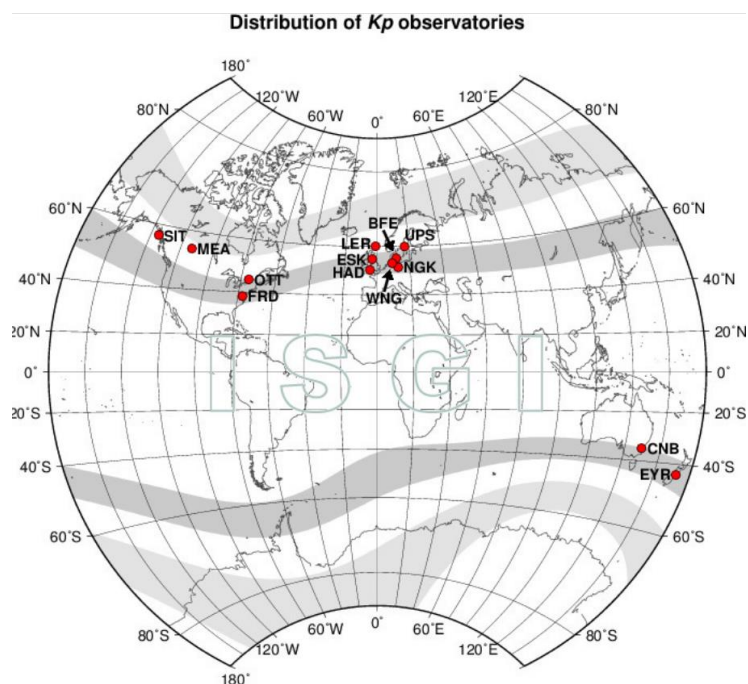 Distribution of Kp observatories
180°
120°W
120°E
80°N
60°W
60°E
80°N
0°
60°N
60°N
BFE
SIT
LER
UPS
MEA
ESK
NGK
HAD
40°N
OTT
40°N
FRD
WNG
20°N
20°N
ISGI
0°
0°
20°S
20°S
CNB
40°S
EYR
40°S
60°S
60°S
0°
60°W
60°E
80°S
80°S
120°W
120°E
180°